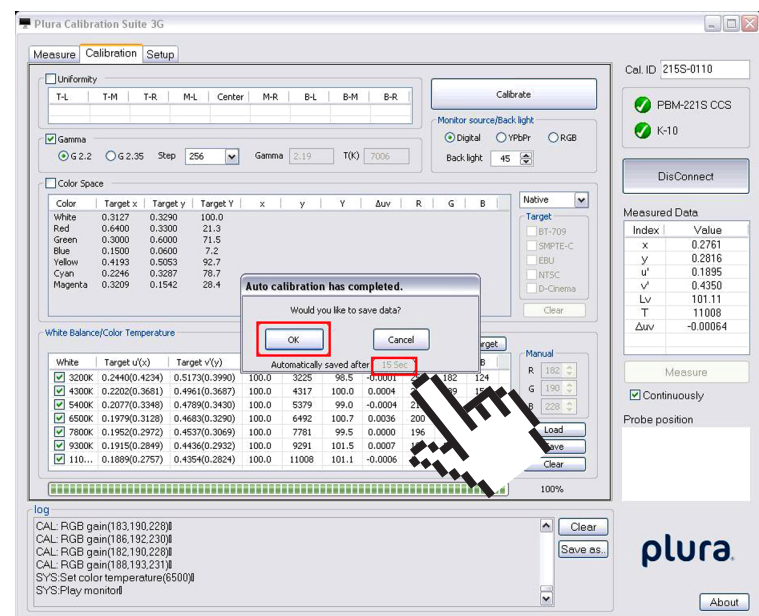 Plura Calibration Suite 3G
Measure Calibration Setup
Cal. ID 215S-0110
Uniformity
T-L T-M T-R M-L Center M-R B-L B-M B-R
Calibrate
PBM-221S CCS
K-10
Monitor source/Back light
Digital YPbPr RGB
Back light 45
Gamma
G 2.2 G 2.35 Step 256 Gamma 2.19 T(K) 7006
DisConnect
Color Space
Color Target x Target y Target Y x y Y Δuv R G B
White 0.3127 0.3290 100.0
Red 0.6400 0.3300 21.3
Green 0.3000 0.6000 71.5
Blue 0.1500 0.0600 7.2
Yellow 0.4193 0.5053 92.7
Cyan 0.2246 0.3287 78.7
Magenta 0.3209 0.1542 28.4
Native
Target
BT-709
SMPTE-C
EBU
NTSC
D-Cinema
Clear
Measured Data
Index Value
x 0.2761
y 0.2816
u' 0.1895
v' 0.4350
Lv 101.11
T 11008
Δuv -0.00064
Measure
Continuously
Probe position
Auto calibration has completed.
Would you like to save data?
OK Cancel
Automatically saved after 15 Sec
White Balance/Color Temperature
White Target u'(x) Target v'(y) B
3200K 0.2440(0.4234) 0.5173(0.3990) 100.0 3225 98.5 -0.0001 182 124
4300K 0.2202(0.3681) 0.4961(0.3687) 100.0 4317 100.0 0.0004
5400K 0.2077(0.3348) 0.4789(0.3430) 100.0 5379 99.0 -0.0004
6500K 0.1979(0.3128) 0.4683(0.3290) 100.0 6492 100.7 0.0036 200
7800K 0.1952(0.2972) 0.4537(0.3069) 100.0 7781 99.5 0.0000 196
9300K 0.1915(0.2849) 0.4436(0.2932) 100.0 9291 101.5 0.0007
110... 0.1889(0.2757) 0.4354(0.2824) 100.0 11008 101.1 -0.0006
Manual
R 182
G 190
B 228
Load
Save
Clear
100%
log
CAL: RGB gain(183,190,228)
CAL: RGB gain(186,192,230)
CAL: RGB gain(182,190,228)
CAL: RGB gain(188,193,231)
SYS:Set color temperature(6500)
SYS:Play monitor
Clear
Save as..
plura
About